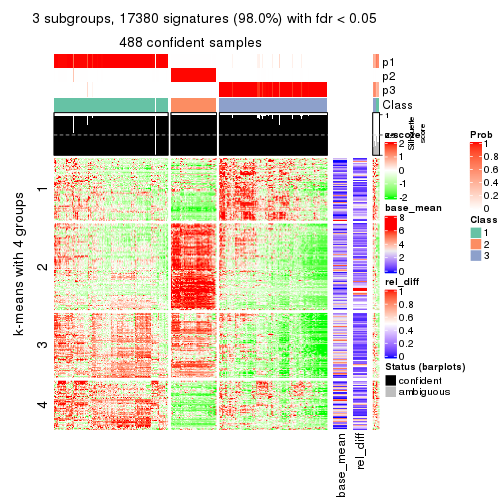 3 subgroups, 17380 signatures (98.0%) with fdr < 0.05
488 confident samples
p1
p2
p3
Class
1
Silhouette
score
k-means with 4 groups
1
2
3
4
base_mean
rel_diff
z-score
2
1
0
-1
-2
base_mean
8
6
4
2
0
rel_diff
1
0.8
0.6
0.4
0.2
0
Status (barplots)
confident
ambiguous
Prob
1
0.8
0.6
0.4
0.2
0
Class
1
2
3